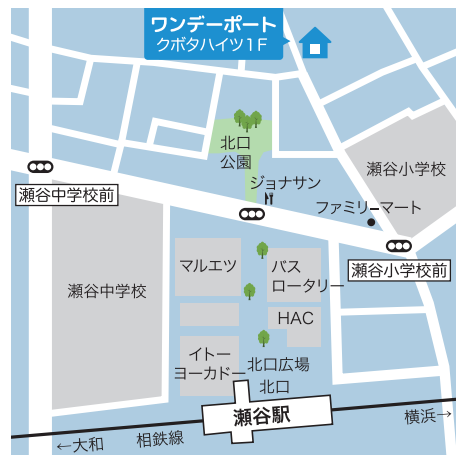 ワンデーポート
クボタハイツ1F
北口
公園
瀬谷小学校
ジョナサン
瀬谷中学校前
ファミリーマート
瀬谷小学校前
マルエツ
バス
ロータリー
瀬谷中学校
HAC
イトー
ヨーカドー
北口広場
北口
瀬谷駅
横浜→
相鉄線
←大和